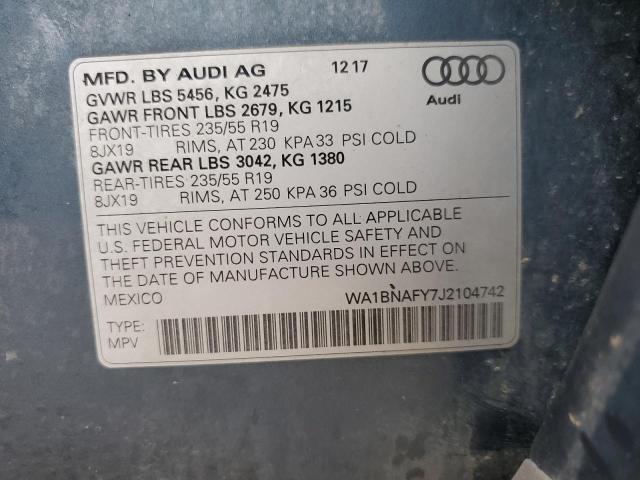 MFD. BY AUDI AG 12 17
GVWR LBS 5456, KG 2475
GAWR FRONT LBS 2679, KG 1215
Audi
FRONT-TIRES 235/55 R19
8JX19 RIMS, AT 230 KPA 33 PSI COLD
GAWR REAR LBS 3042, KG 1380
REAR-TIRES 235/55 R19
8JX19 RIMS, AT 250 KPA 36 PSI COLD
THIS VEHICLE CONFORMS TO ALL APPLICABLE
U.S. FEDERAL MOTOR VEHICLE SAFETY AND
THEFT PREVENTION STANDARDS IN EFFECT ON
THE DATE OF MANUFACTURE SHOWN ABOVE.
MEXICO WA1BNAFY7J2104742
TYPE:
MPV